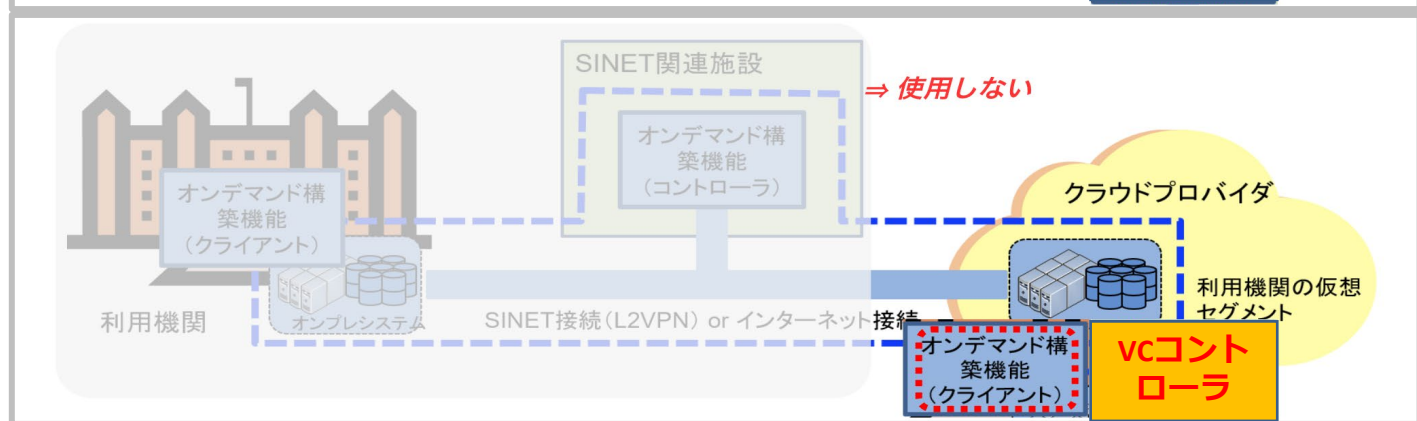 SINET関連施設
⇒ 使用しない
オンデマンド構
築機能
(コントローラ)
クラウドプロバイダ
オンデマンド構
築機能
(クライアント)
利用機関の仮想
セグメント
利用機関
オンプレシステム
SINET接続(L2VPN) or インターネット接続
オンデマンド構
築機能
(クライアント)
VCコント
ローラ